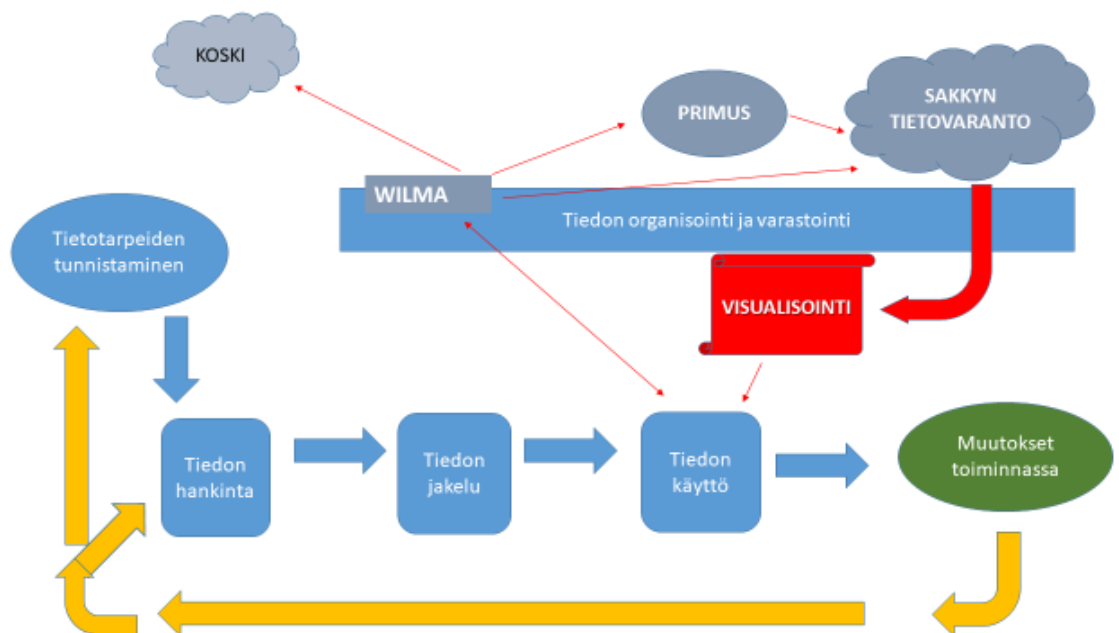 KOSKI
PRIMUS
SAKKYN
TIETOVARANTO
WILMA
Tiedon organisointi ja varastointi
Tietotarpeiden
tunnistaminen
VISUALISOINTI
Tiedon
hankinta
Tiedon
jakelu
Tiedon
käyttö
Muutokset
toiminnassa